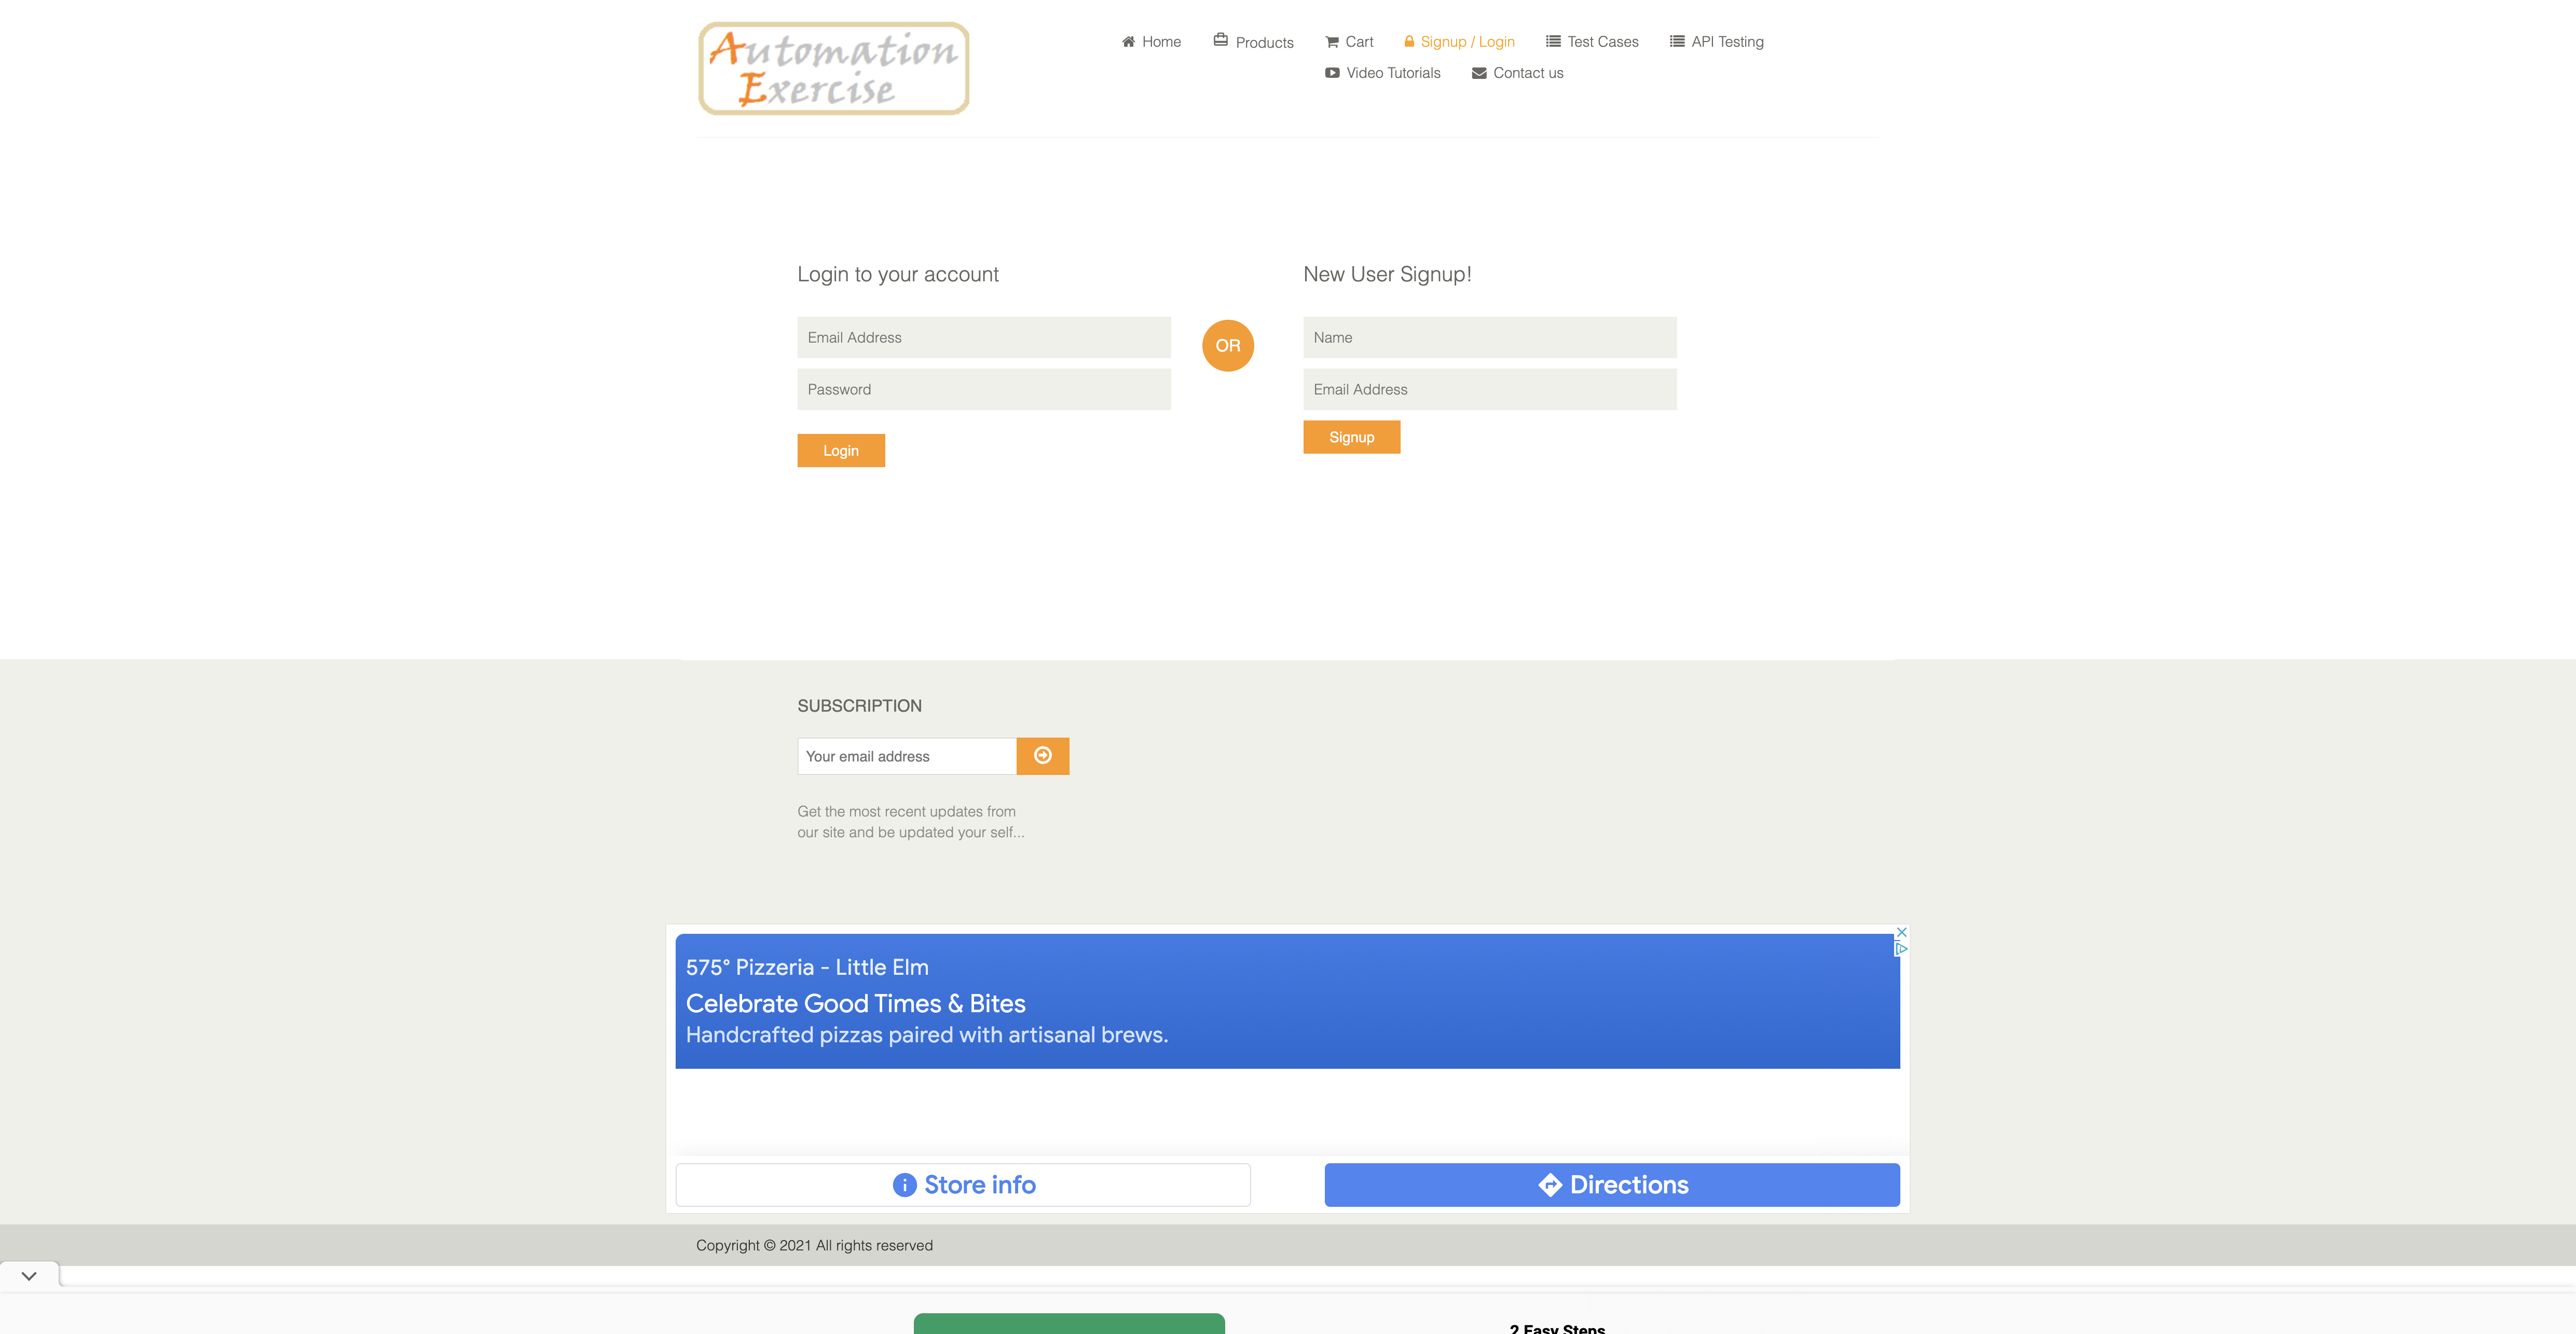 Automation
Exercise
Home Products Cart Signup / Login Test Cases API Testing
Video Tutorials Contact us
Login to your account
Email Address
Password
Login
OR
New User Signup!
Name
Email Address
Signup
SUBSCRIPTION
Your email address
Get the most recent updates from
our site and be updated your self...
575° Pizzeria - Little Elm
Celebrate Good Times & Bites
Handcrafted pizzas paired with artisanal brews.
Store info
Directions
Copyright © 2021 All rights reserved
2 Easy Steps